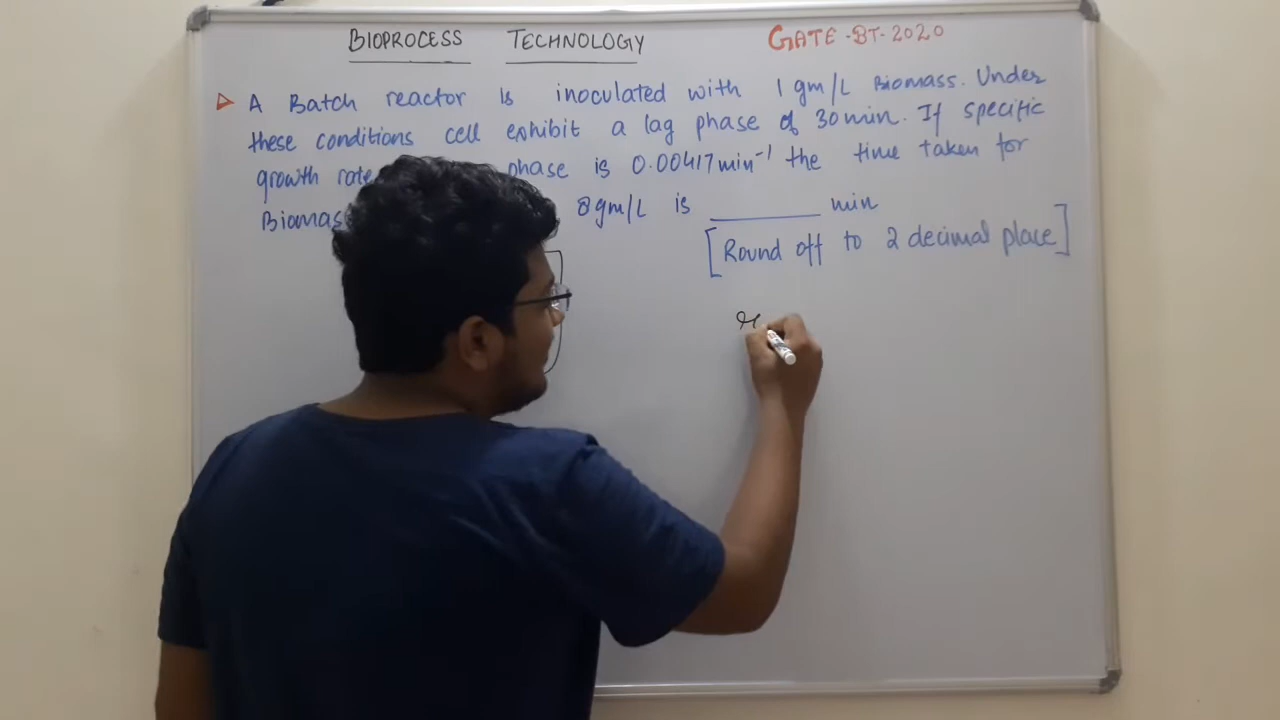 BIOPROCESS TECHNOLOGY GATE-BT-2020
A Batch reactor is inoculated with 1 gm/L Biomass. Under
these conditions cell exhibit a lag phase of 30 min. If specific
growth rate phase is 0.00417 min⁻¹ the time taken for
Biomass 8 gm/L is ________ min
[Round off to 2 decimal place]